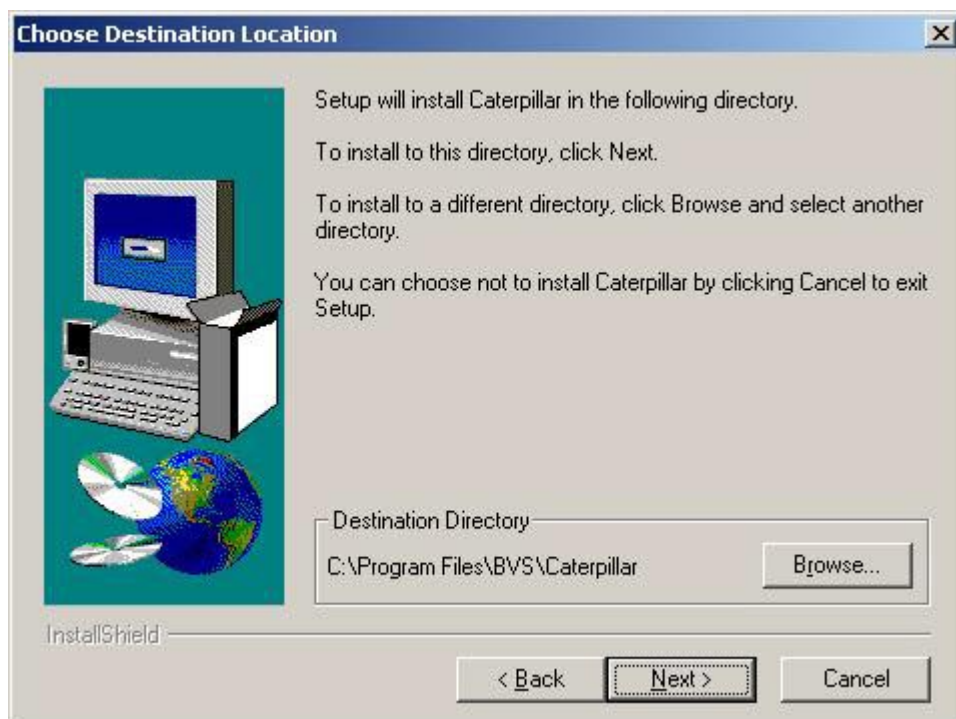 Choose Destination Location
Setup will install Caterpillar in the following directory.
To install to this directory, click Next.
To install to a different directory, click Browse and select another
directory.
You can choose not to install Caterpillar by clicking Cancel to exit
Setup.
Destination Directory
C:\Program Files\BVS\Caterpillar
Browse...
InstallShield
< Back
Next >
Cancel